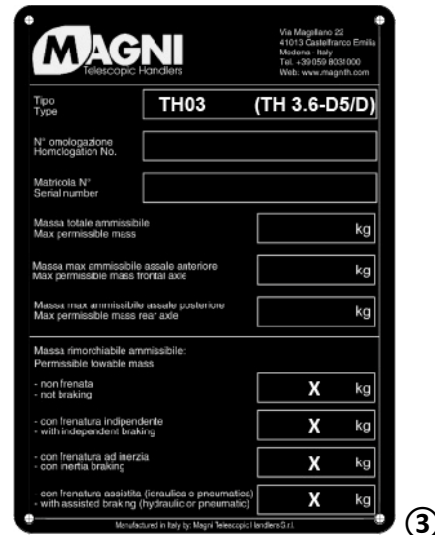 MAGNI
Telescopic Handlers
Via Magellano 22
41013 Castelfranco Emilia
Modena - Italy
Tel. +39 059 8031000
Web: www.magnith.com
Tipo
Type
TH03 (TH 3.6-D5/D)
N° omologazione
Homologation No.
Matricola N°
Serial number
Massa totale ammissibile
Max permissible mass
kg
Massa max ammissibile assale anteriore
Max permissible mass frontal axle
kg
Massa max ammissibile assale posteriore
Max permissible mass rear axle
kg
Massa rimorchiabile ammissibile:
Permissible towable mass
- non frenata
- not braking
X kg
- con frenatura indipendente
- with independent braking
X kg
- con frenatura ad inerzia
- con inertia braking
X kg
- con frenatura assistita (idraulica o pneumatica)
- with assisted braking (hydraulic or pneumatic)
X kg
Manufactured in Italy by: Magni Telescopic Handlers S.r.l.
③